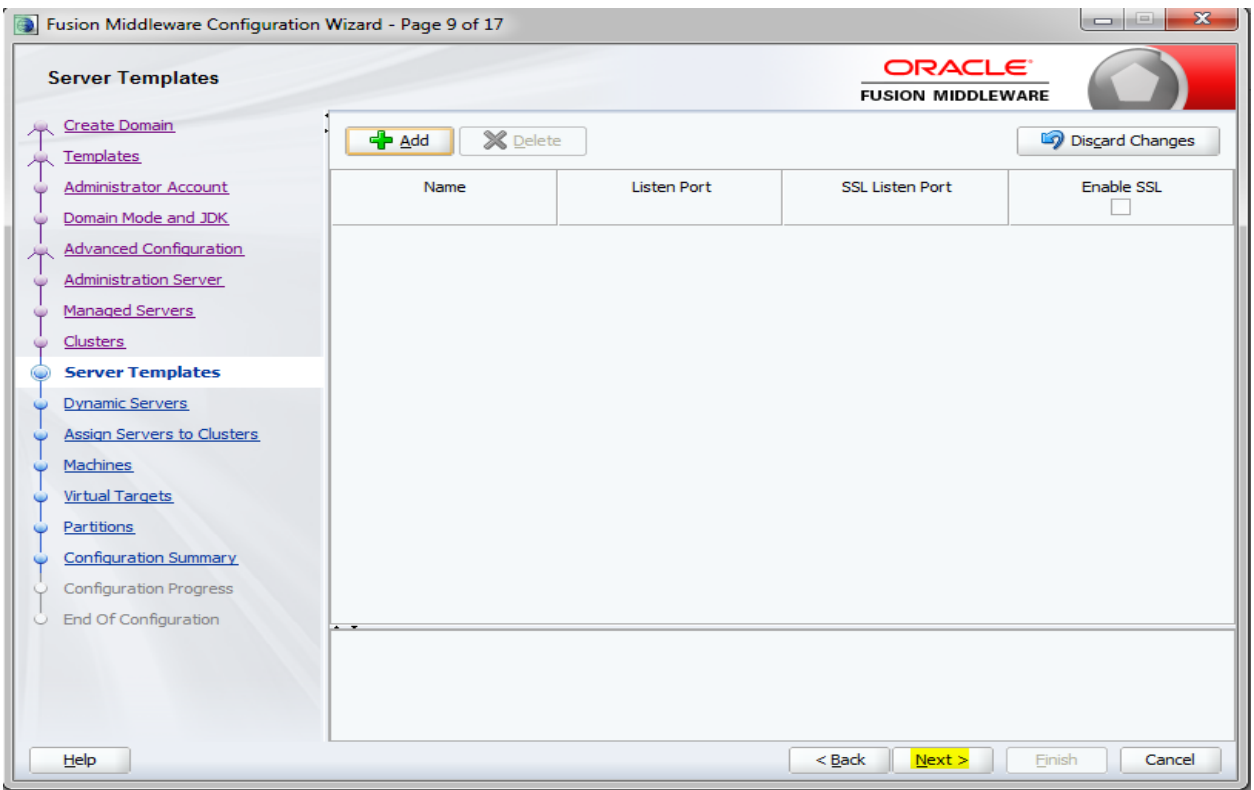 Fusion Middleware Configuration Wizard - Page 9 of 17
Server Templates
ORACLE
FUSION MIDDLEWARE
Create Domain
Templates
Administrator Account
Domain Mode and JDK
Advanced Configuration
Administration Server
Managed Servers
Clusters
Server Templates
Dynamic Servers
Assign Servers to Clusters
Machines
Virtual Targets
Partitions
Configuration Summary
Configuration Progress
End Of Configuration
Add Delete Discard Changes
Name Listen Port SSL Listen Port Enable SSL
Help < Back Next > Finish Cancel